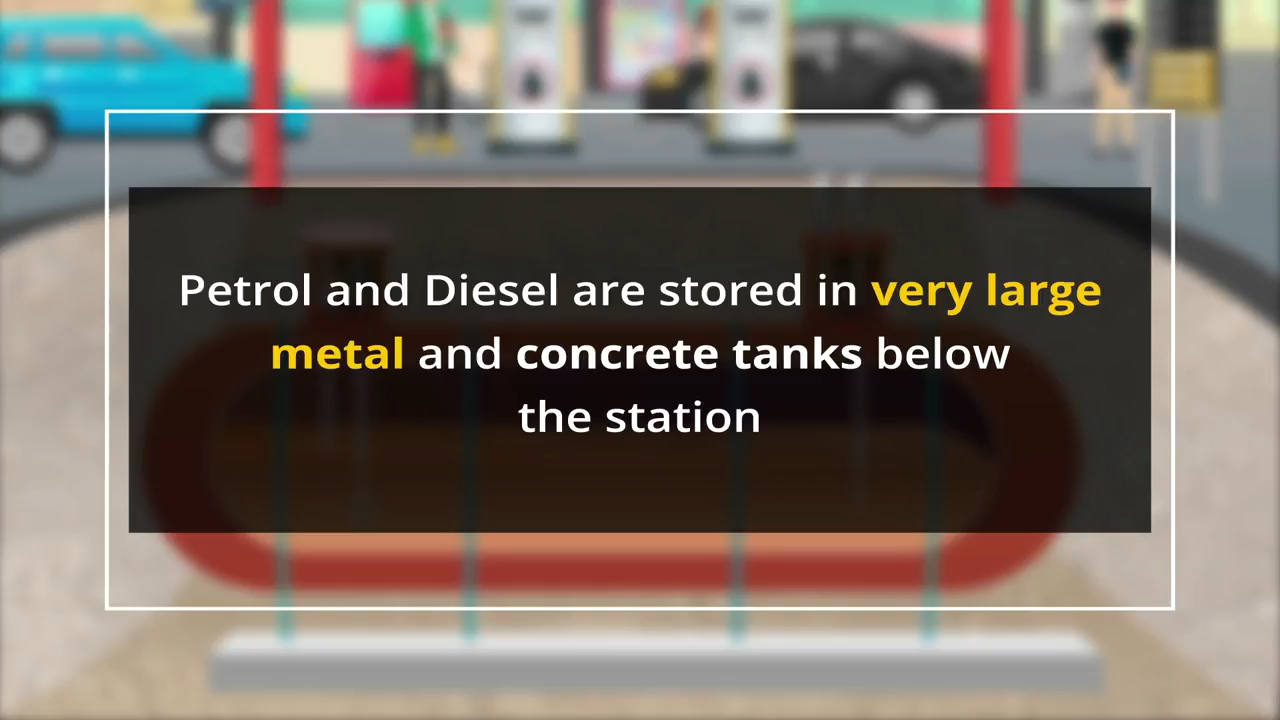 Petrol and Diesel are stored in very large
metal and concrete tanks below
the station